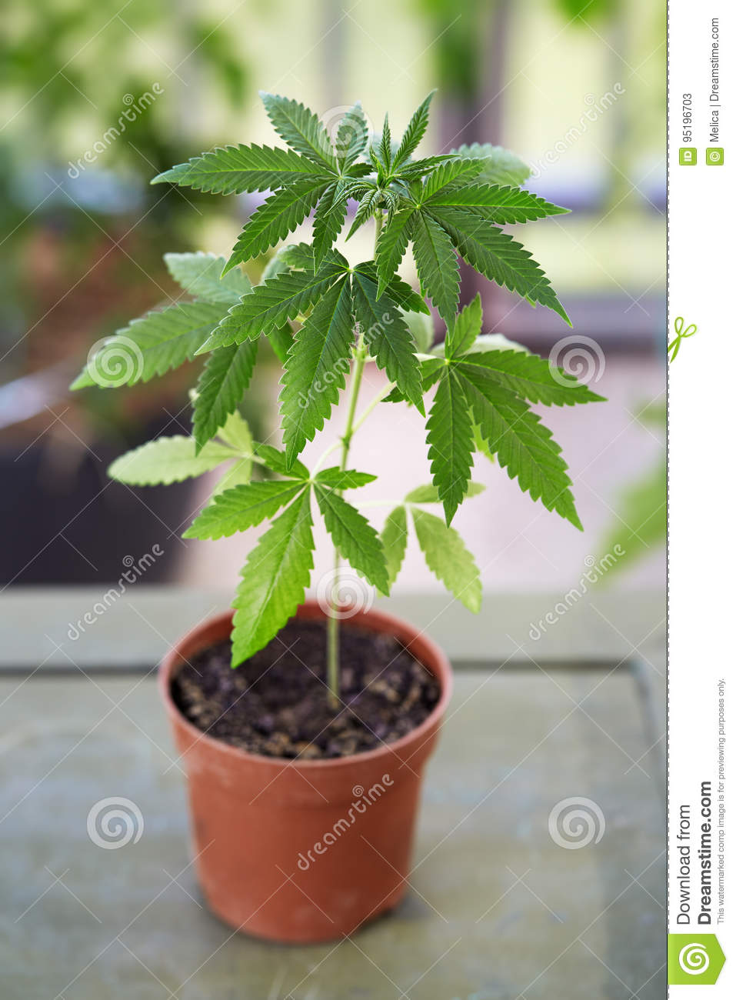 dreamstime.
dreamstime.
dreamstime.
dreamstime.
dreamstime.
dreamstime.
ID 95196703
© Melica | Dreamstime.com
Download from
Dreamstime.com
This watermarked comp image is for previewing purposes only.